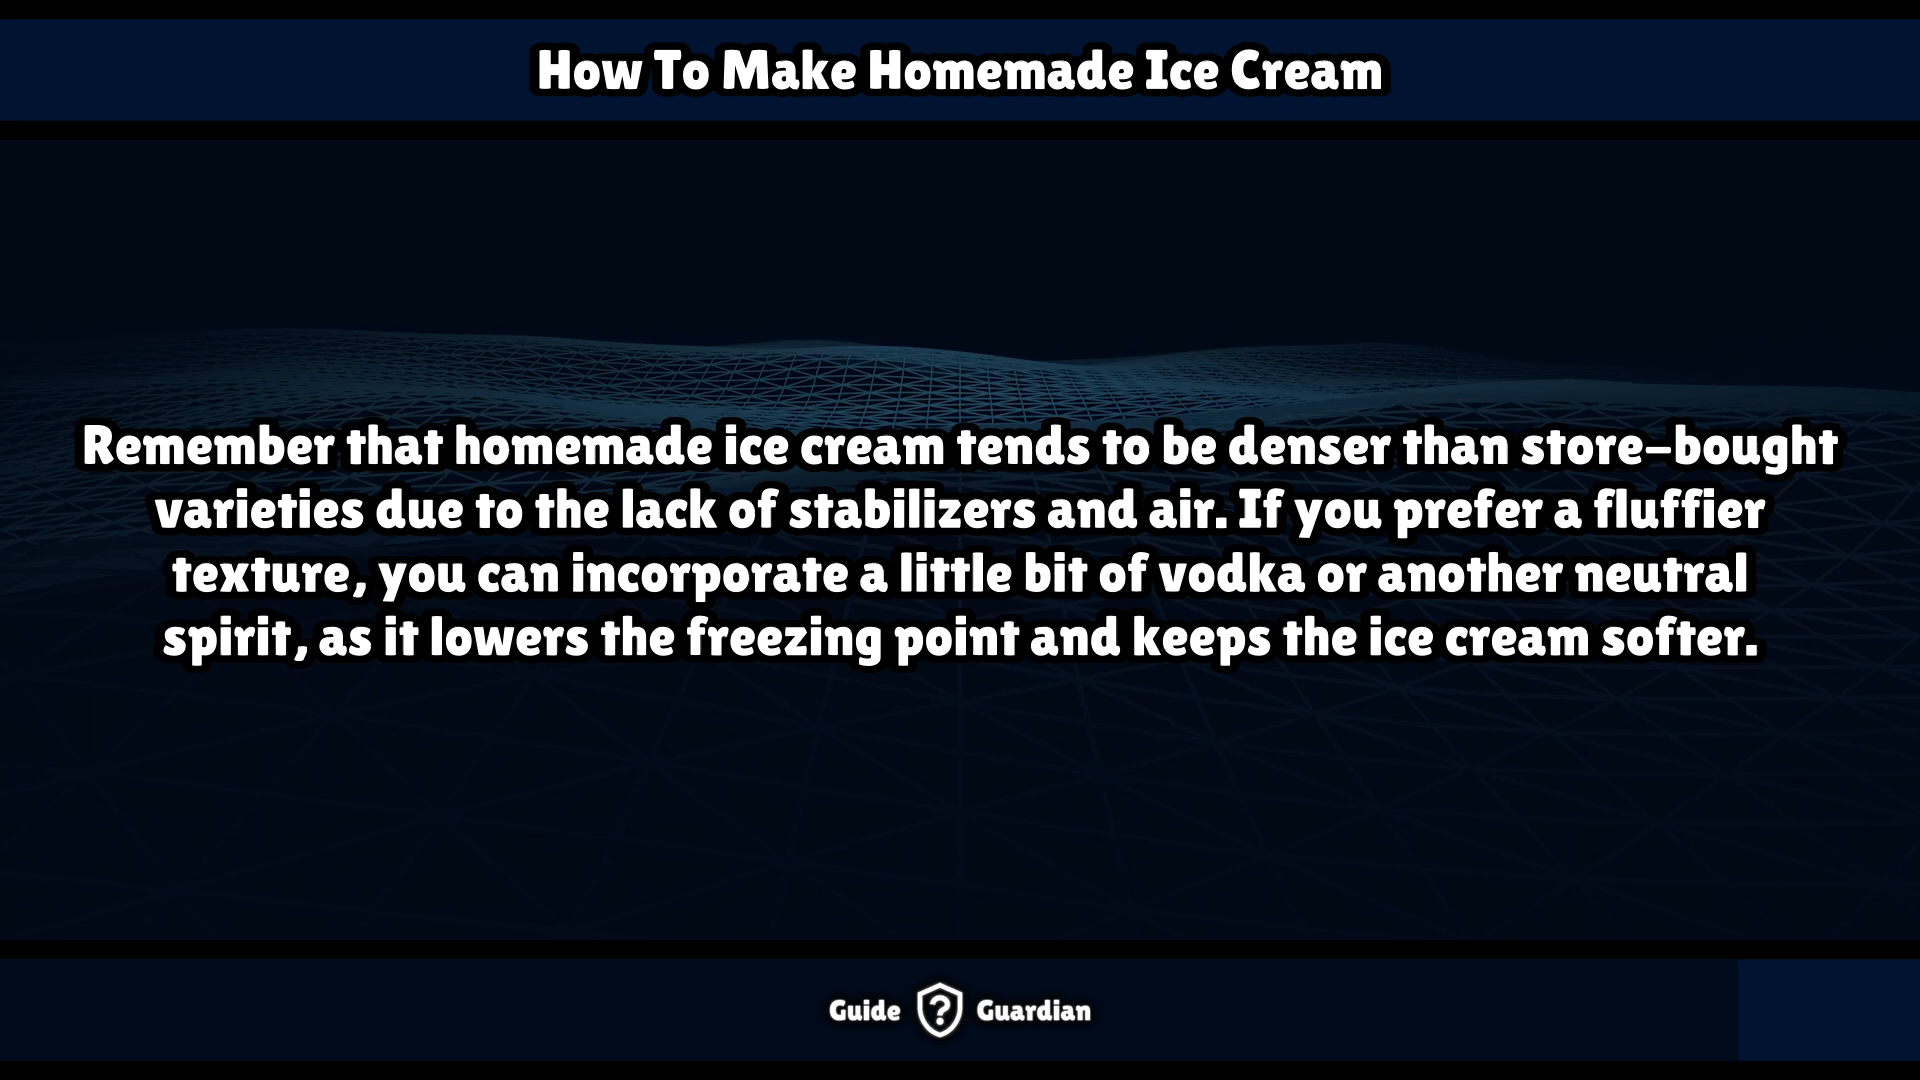 How To Make Homemade Ice Cream
Remember that homemade ice cream tends to be denser than store-bought
varieties due to the lack of stabilizers and air. If you prefer a fluffier
texture, you can incorporate a little bit of vodka or another neutral
spirit, as it lowers the freezing point and keeps the ice cream softer.
Guide ? Guardian